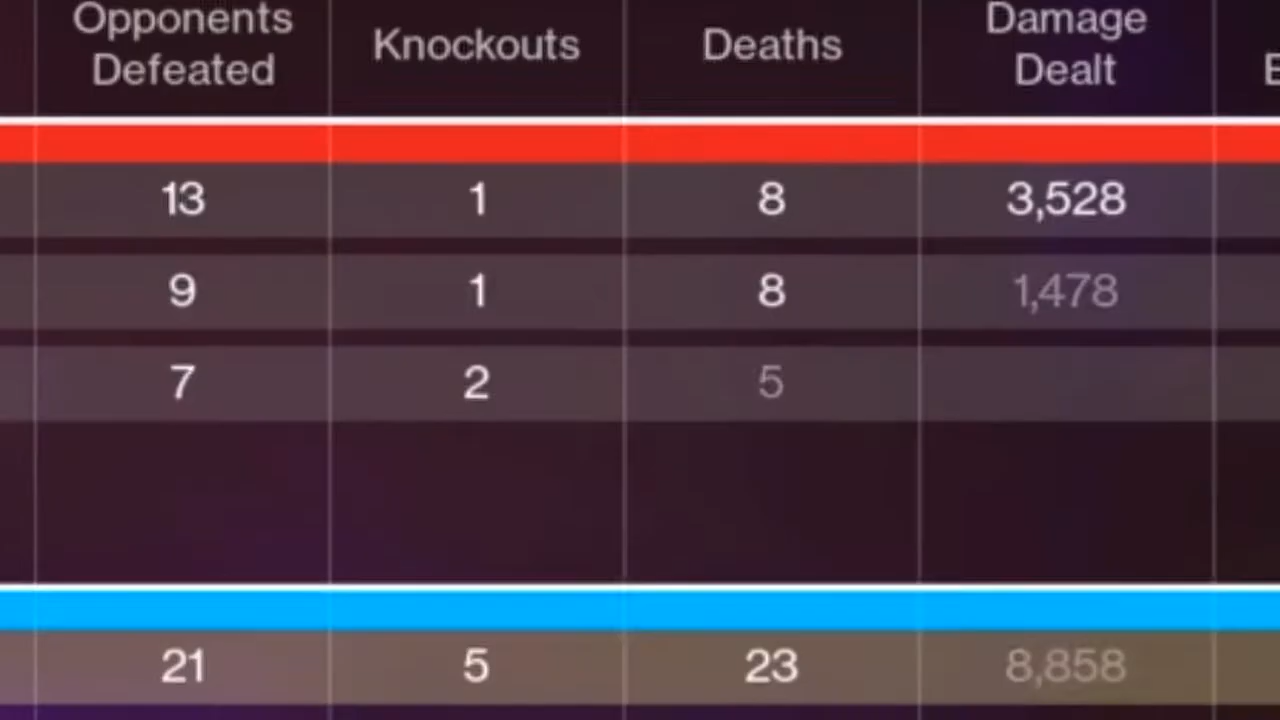 Opponents Defeated Knockouts Deaths Damage Dealt
13 1 8 3,528
9 1 8 1,478
7 2 5
21 5 23 8,858